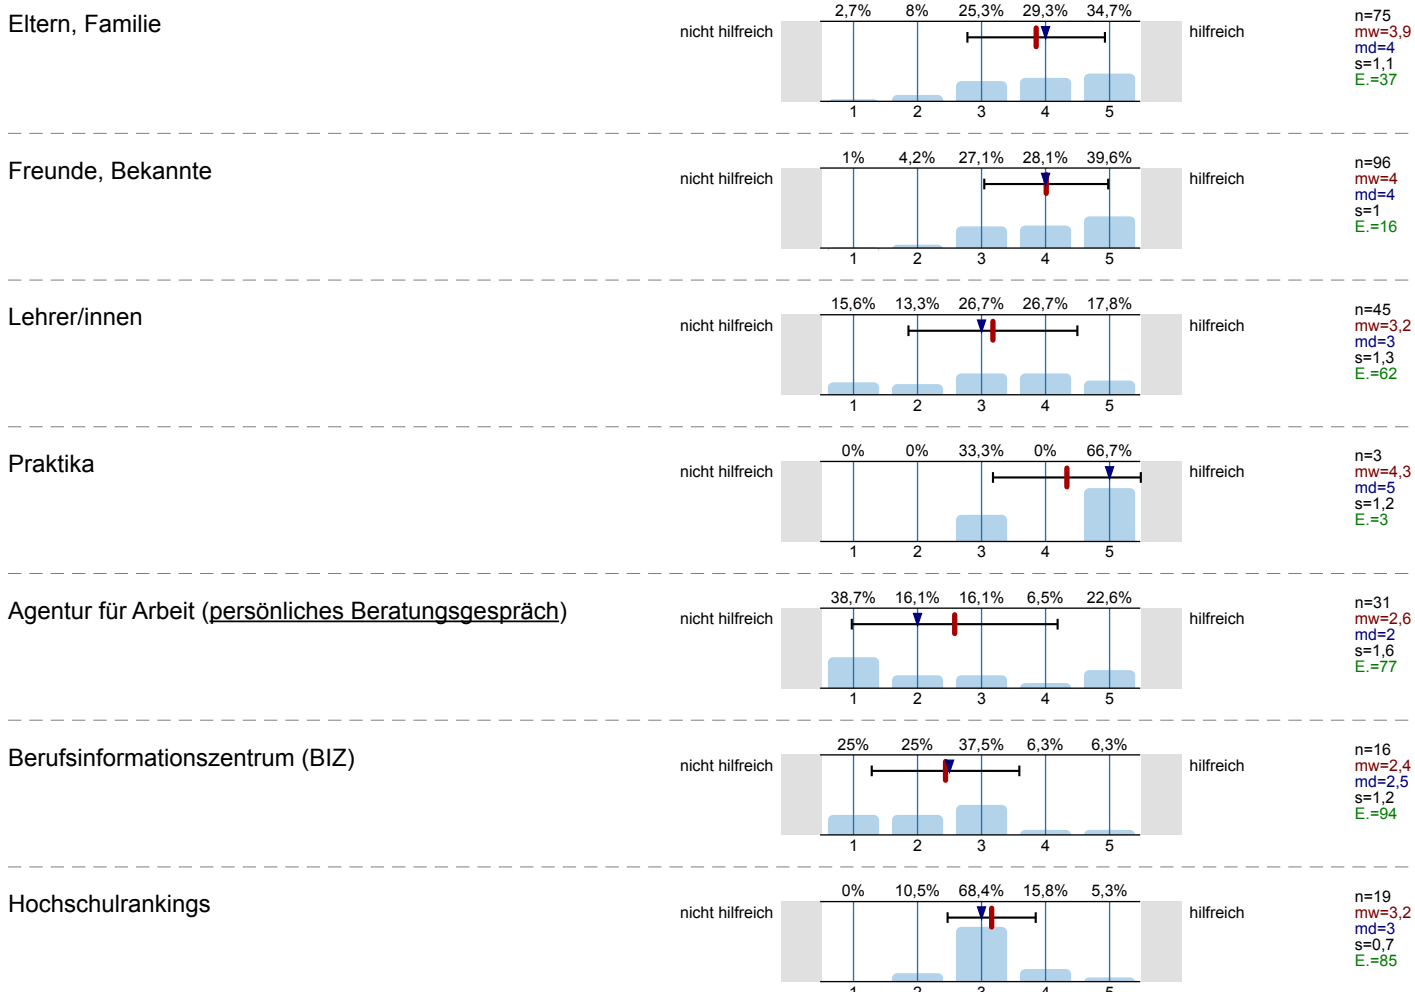 Eltern, Familie
2,7% 8% 25,3% 29,3% 34,7%
nicht hilfreich hilfreich
1 2 3 4 5
n=75
mw=3,9
md=4
s=1,1
E.=37
Freunde, Bekannte
1% 4,2% 27,1% 28,1% 39,6%
nicht hilfreich hilfreich
1 2 3 4 5
n=96
mw=4
md=4
s=1
E.=16
Lehrer/innen
15,6% 13,3% 26,7% 26,7% 17,8%
nicht hilfreich hilfreich
1 2 3 4 5
n=45
mw=3,2
md=3
s=1,3
E.=62
Praktika
0% 0% 33,3% 0% 66,7%
nicht hilfreich hilfreich
1 2 3 4 5
n=3
mw=4,3
md=5
s=1,2
E.=3
Agentur für Arbeit (persönliches Beratungsgespräch)
38,7% 16,1% 16,1% 6,5% 22,6%
nicht hilfreich hilfreich
1 2 3 4 5
n=31
mw=2,6
md=2
s=1,6
E.=77
Berufsinformationszentrum (BIZ)
25% 25% 37,5% 6,3% 6,3%
nicht hilfreich hilfreich
1 2 3 4 5
n=16
mw=2,4
md=2,5
s=1,2
E.=94
Hochschulrankings
0% 10,5% 68,4% 15,8% 5,3%
nicht hilfreich hilfreich
1 2 3 4 5
n=19
mw=3,2
md=3
s=0,7
E.=85